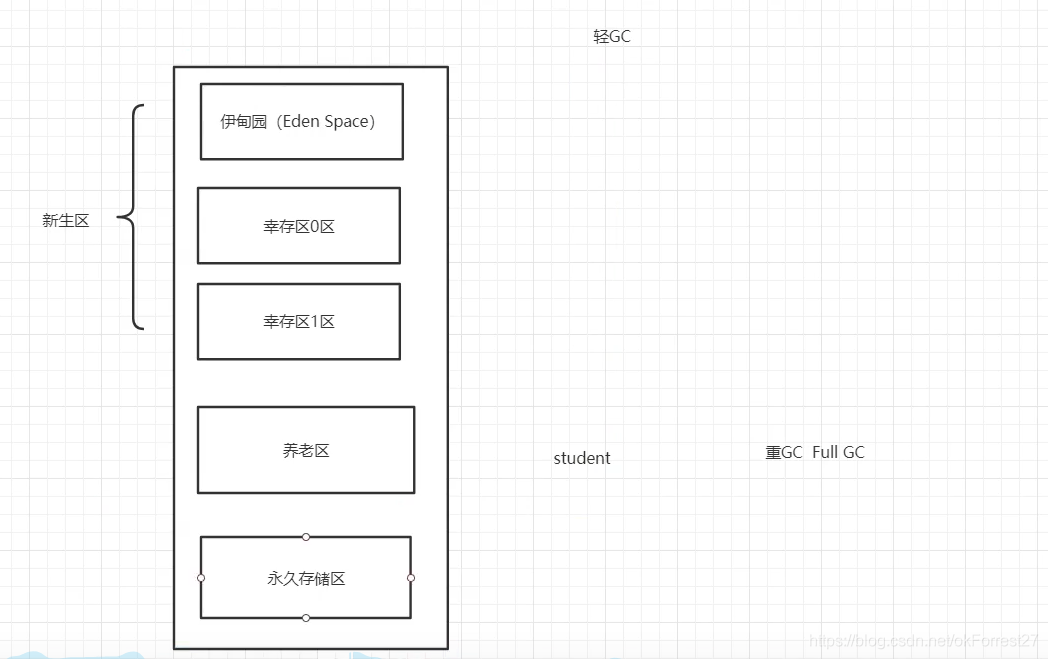 轻GC
伊甸园（Eden Space）
新生区
幸存区0区
幸存区1区
养老区
student
重GC Full GC
永久存储区
https://blog.csdn.net/okForrest27